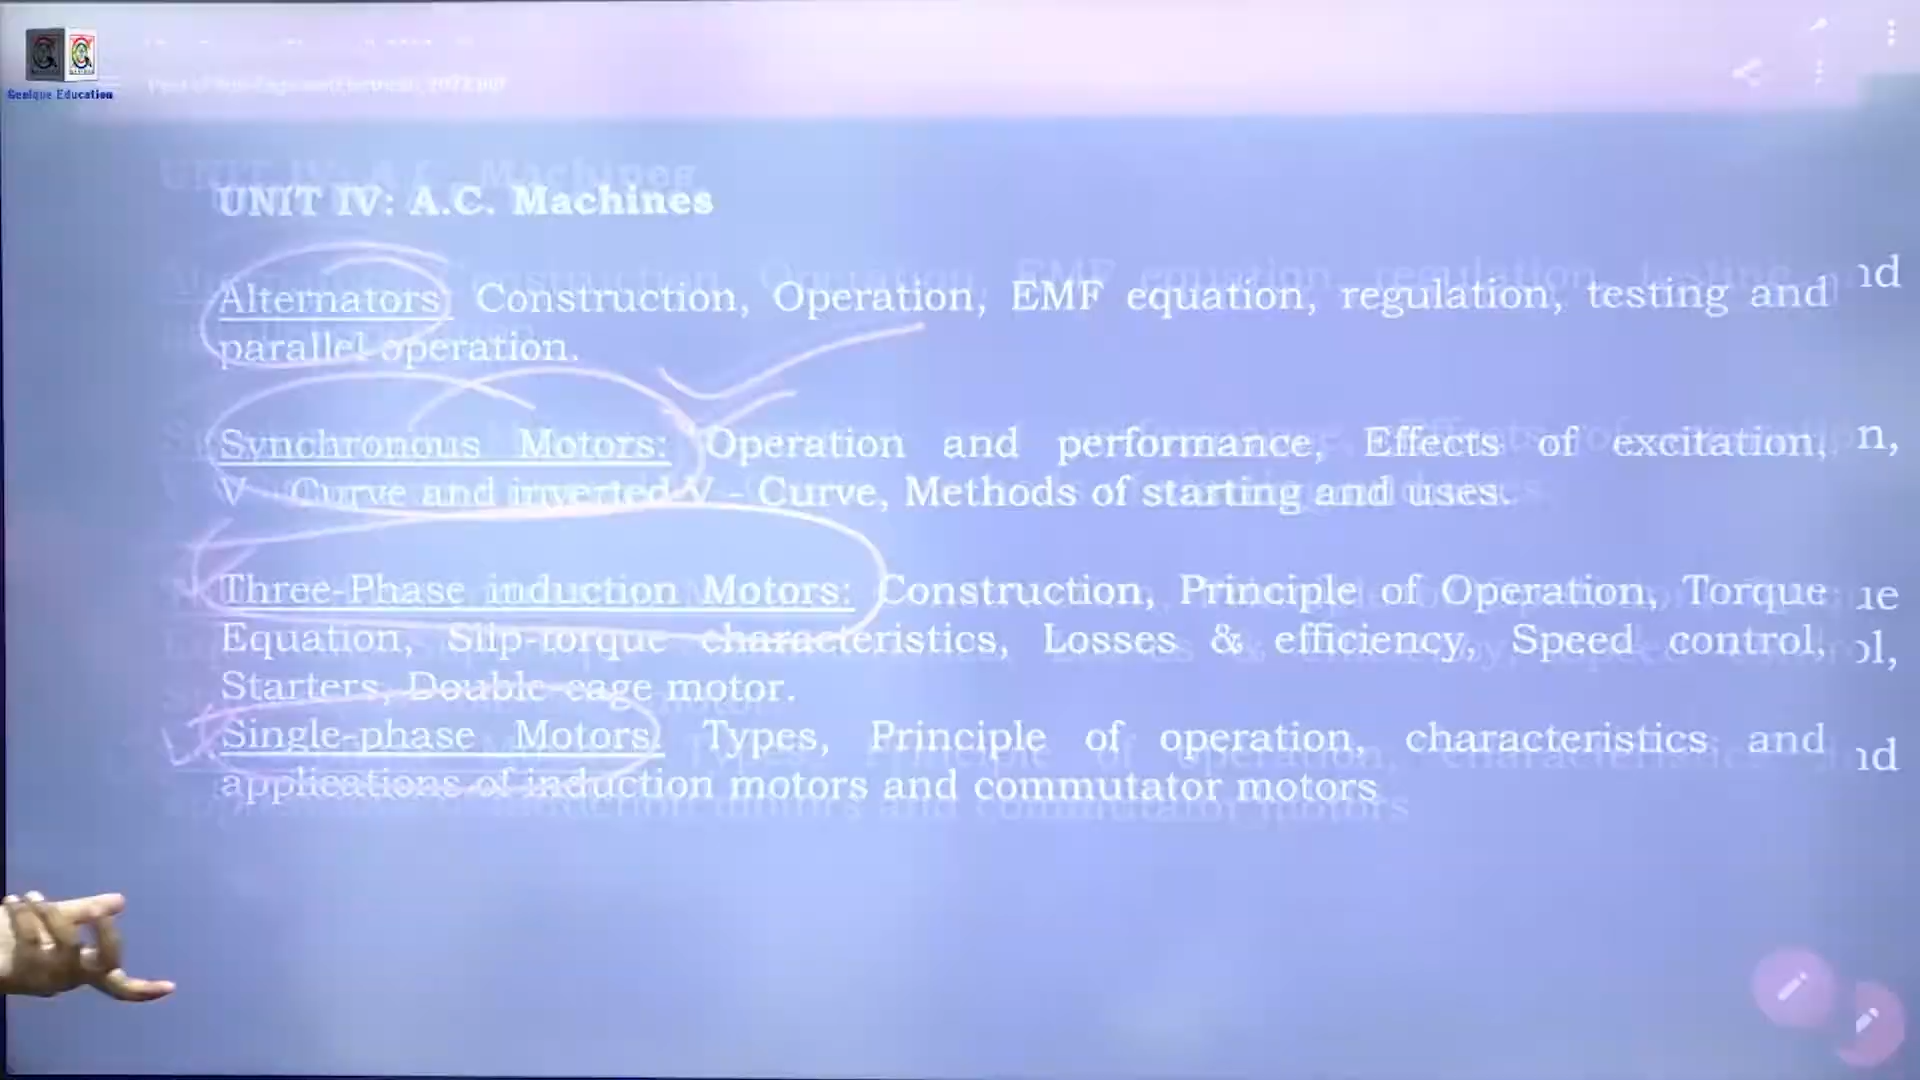 Genique Education
UNIT IV: A.C. Machines
Alternators: Construction, Operation, EMF equation, regulation, testing and
parallel operation.
Synchronous Motors: Operation and performance, Effects of excitation,
V - Curve and inverted V - Curve, Methods of starting and uses.
Three-Phase induction Motors: Construction, Principle of Operation, Torque
Equation, Slip-torque characteristics, Losses & efficiency, Speed control,
Starters, Double cage motor.
Single-phase Motors: Types, Principle of operation, characteristics and
applications of induction motors and commutator motors